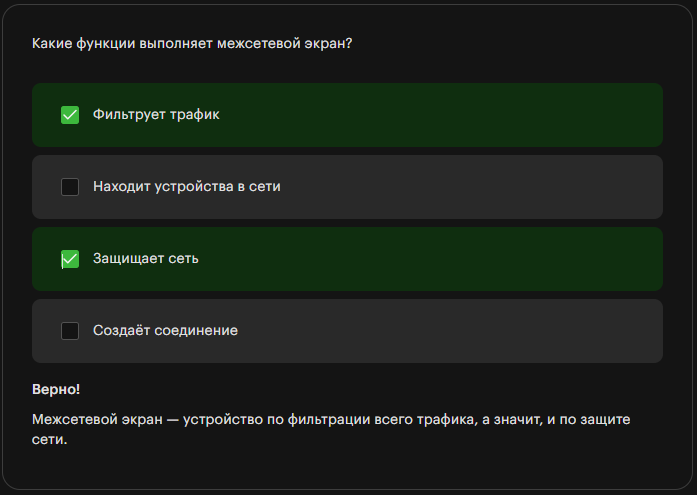 Какие функции выполняет межсетевой экран?
Фильтрует трафик
Находит устройства в сети
Защищает сеть
Создаёт соединение
Верно!
Межсетевой экран — устройство по фильтрации всего трафика, а значит, и по защите
сети.